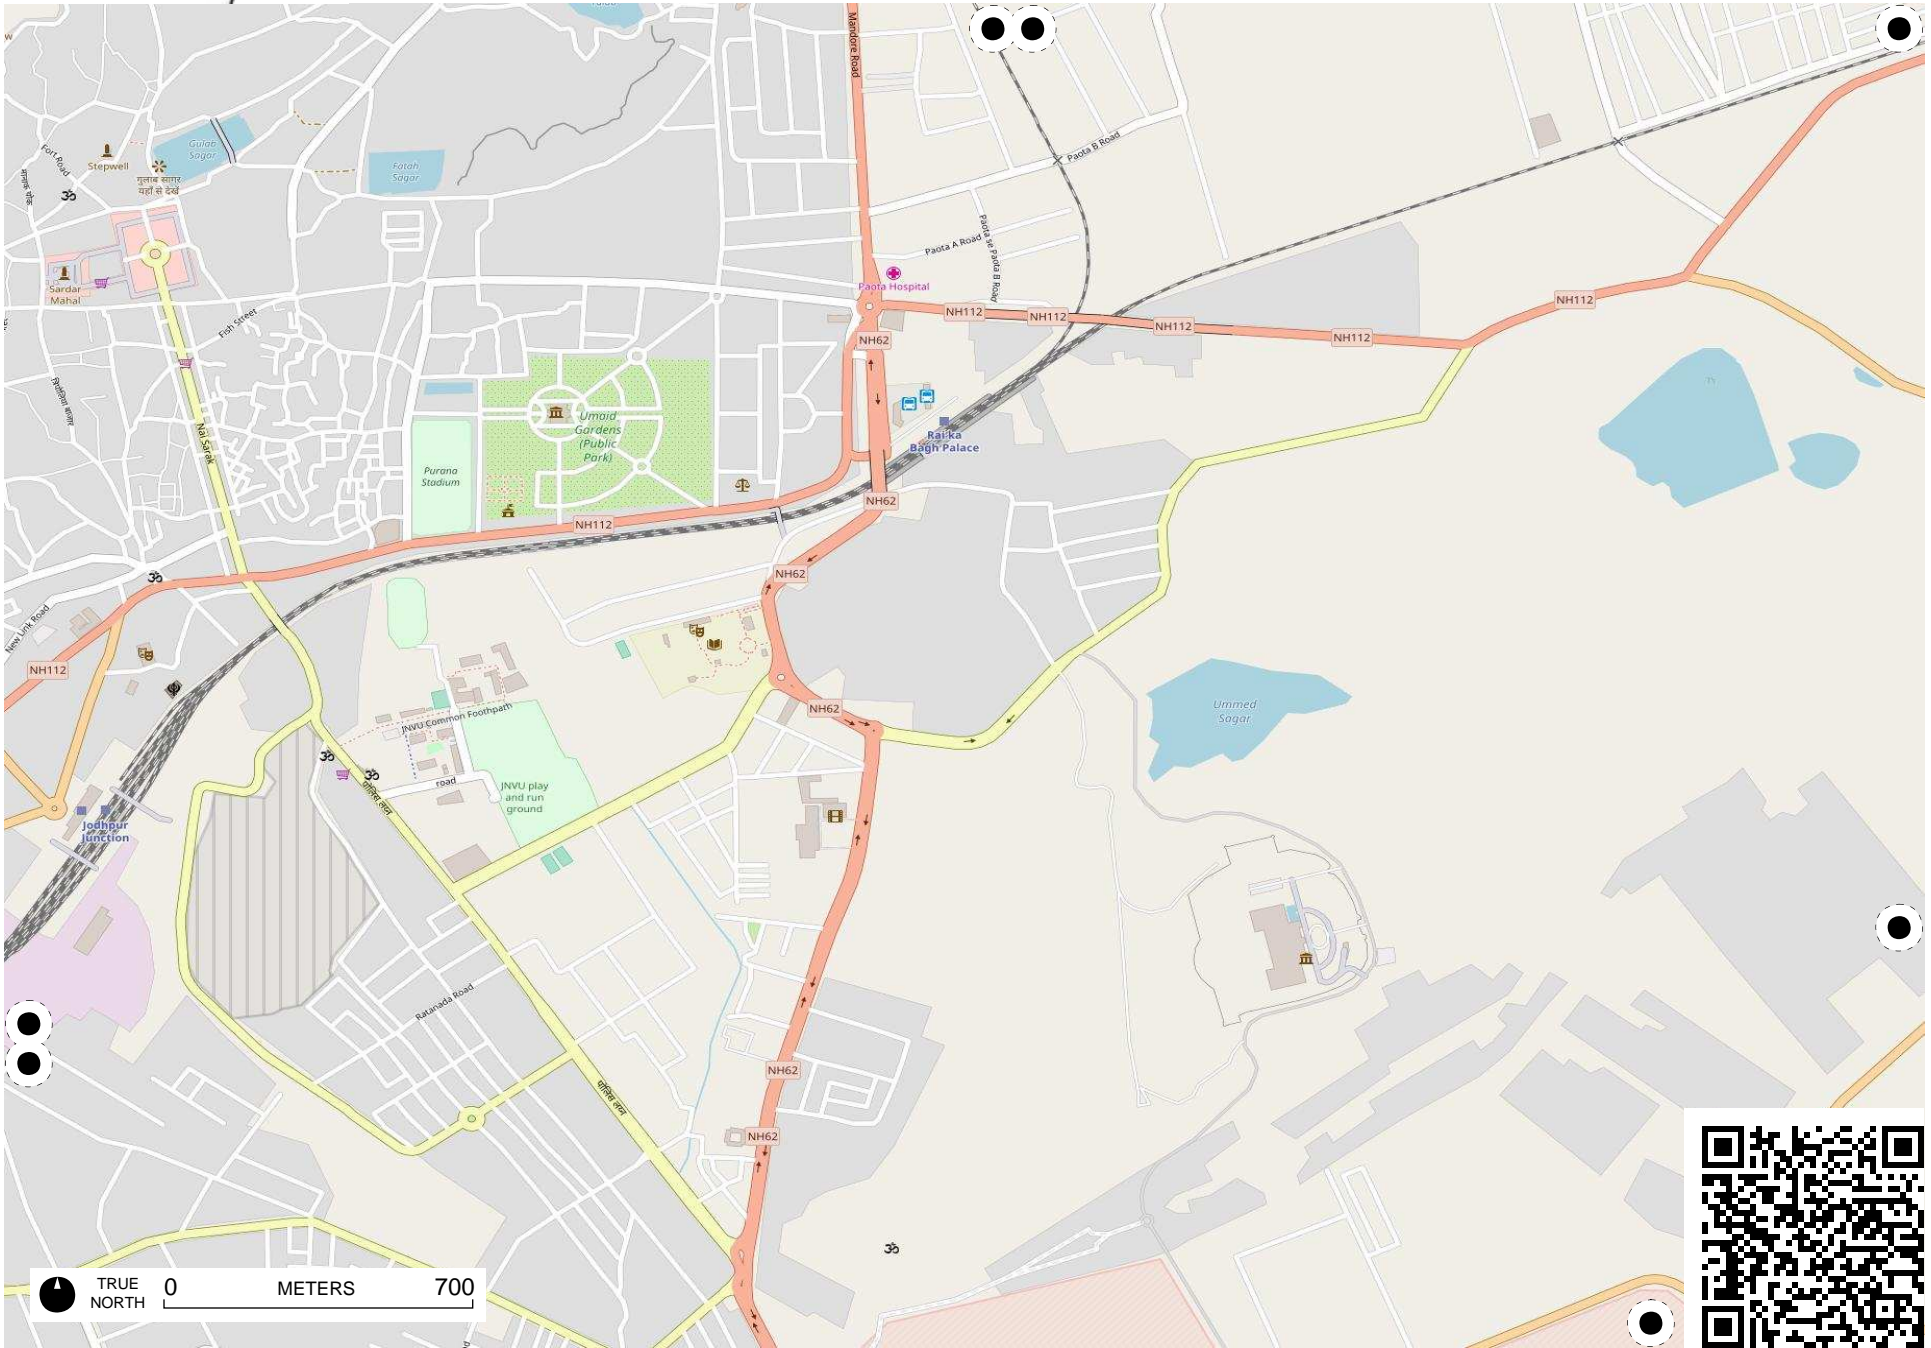 Mandore Road
Paota B Road
Gulab
Sagar
Fort Road
Stepwell
गुलाब सागर
यहाँ से देखें
Fatah
Sagar
माणक चौक
Paota A Road
Paota se Paota B Road
Sardar
Mahal
Paota Hospital
NH112
NH112
NH112
NH112
NH112
Fish Street
NH62
Umaid
Gardens
(Public
Park)
Rai ka
Bagh Palace
Nai Sarak
Purana
Stadium
NH62
NH112
NH62
New Link Road
NH112
JNVU Common Foothpath
NH62
Ummed
Sagar
road
JNVU play
and run
ground
Jodhpur
Junction
Ratanada Road
NH62
NH62
TRUE
NORTH
0
METERS
700